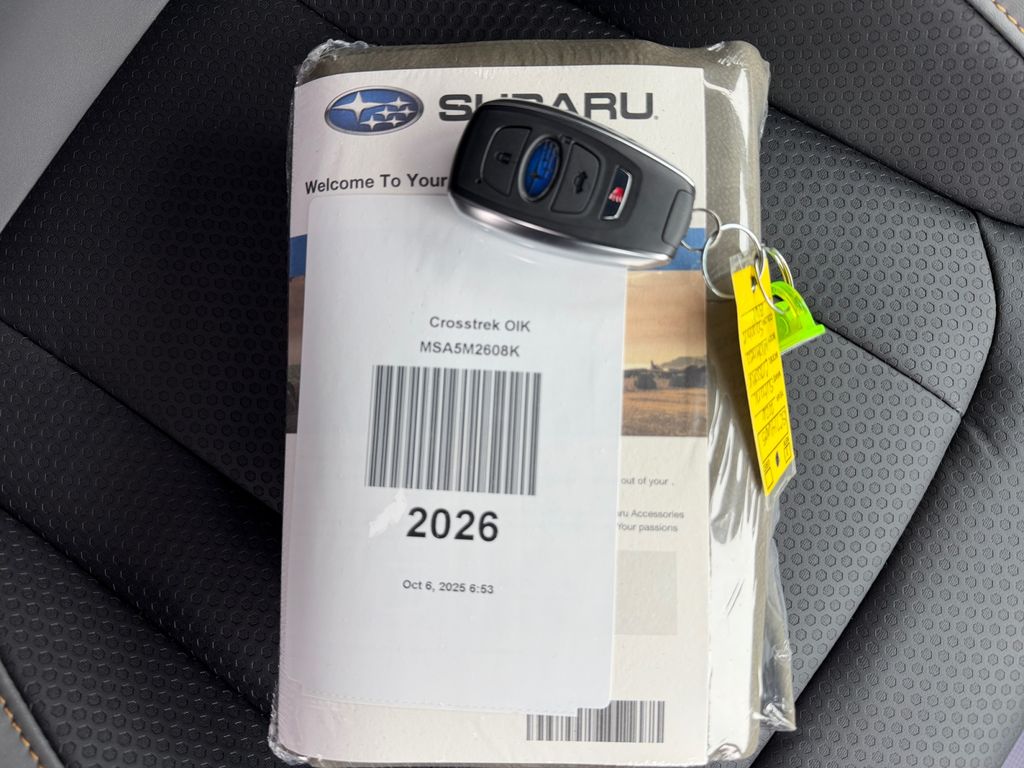 SUBARU
Welcome To Your
Crosstrek OIK
MSA5M2608K
2026
Oct 6, 2025 6:53
out of your .
ru Accessories
Your passions